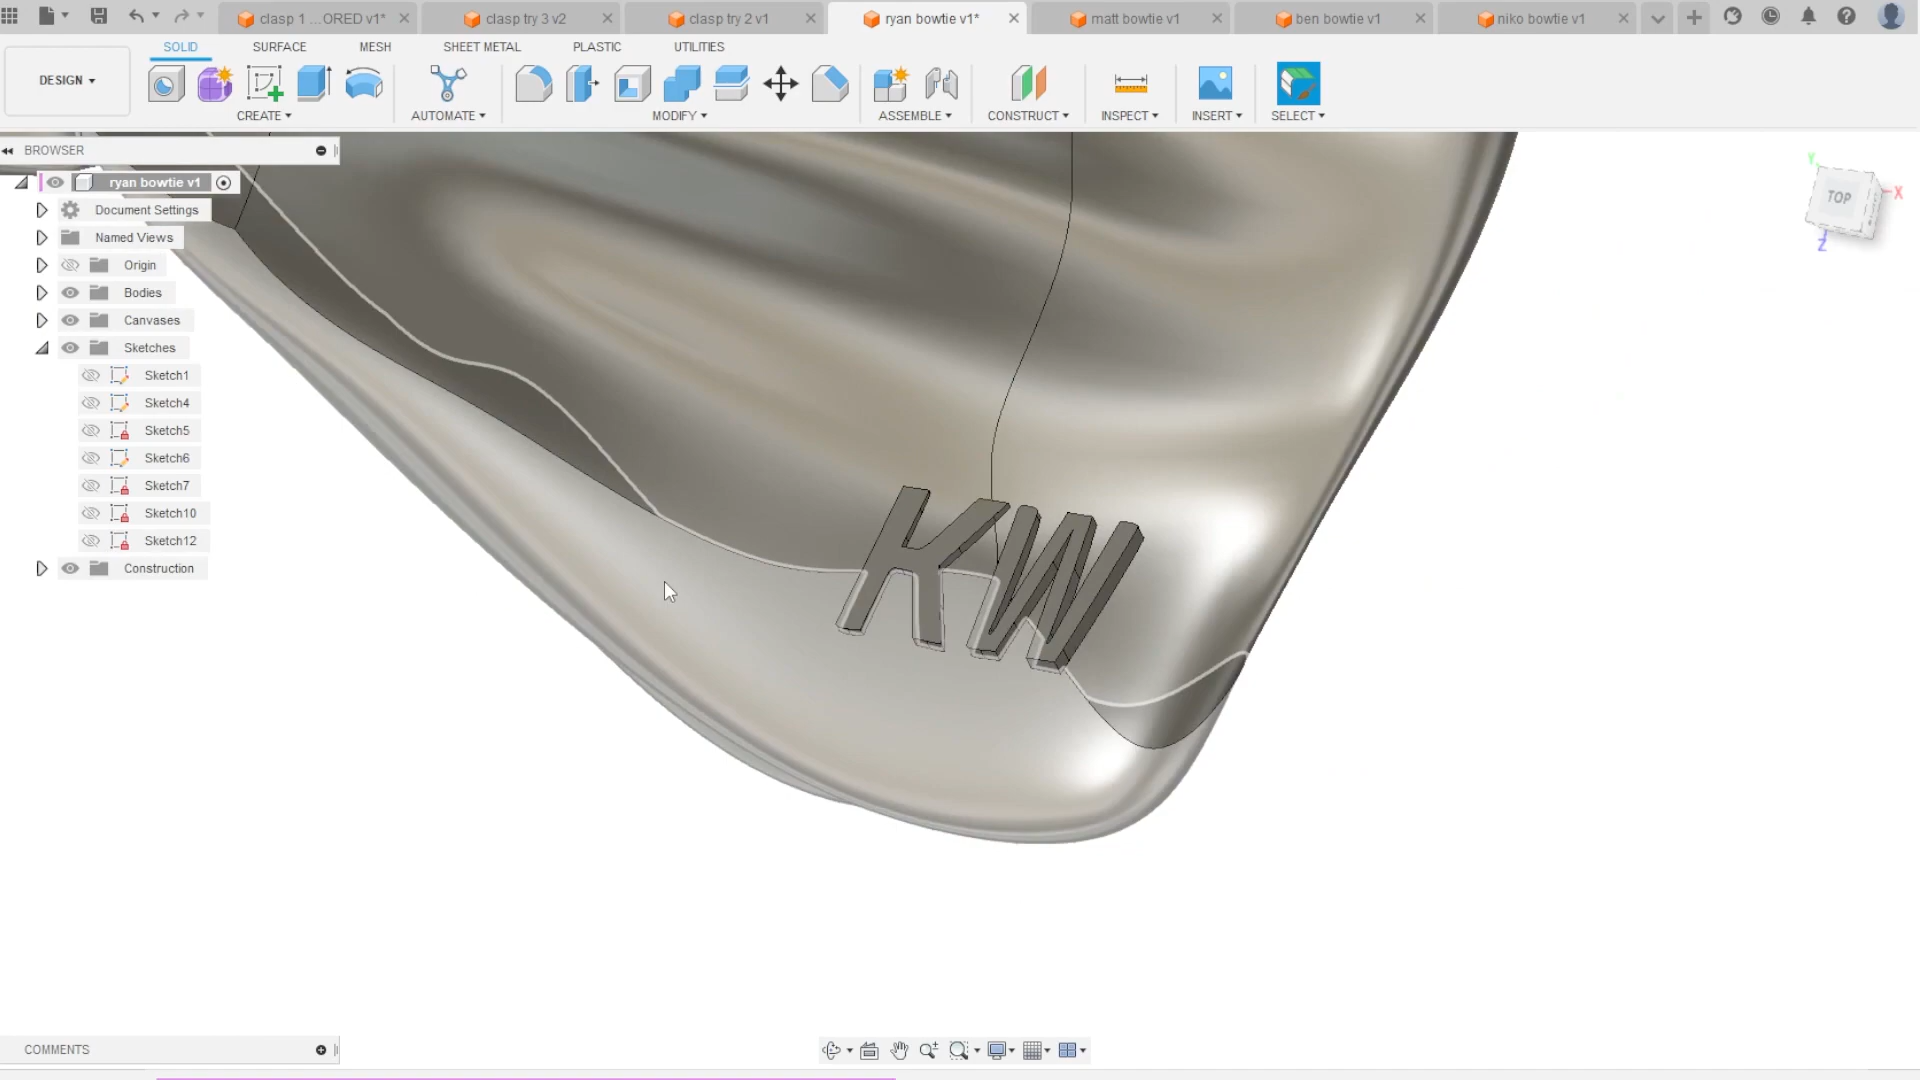 clasp 1 ...ORED v1*
clasp try 3 v2
clasp try 2 v1
ryan bowtie v1*
matt bowtie v1
ben bowtie v1
niko bowtie v1
DESIGN
SOLID
SURFACE
MESH
SHEET METAL
PLASTIC
UTILITIES
CREATE
AUTOMATE
MODIFY
ASSEMBLE
CONSTRUCT
INSPECT
INSERT
SELECT
BROWSER
ryan bowtie v1
Document Settings
Named Views
Origin
Bodies
Canvases
Sketches
Sketch1
Sketch4
Sketch5
Sketch6
Sketch7
Sketch10
Sketch12
Construction
KW
Y
TOP
X
Z
COMMENTS